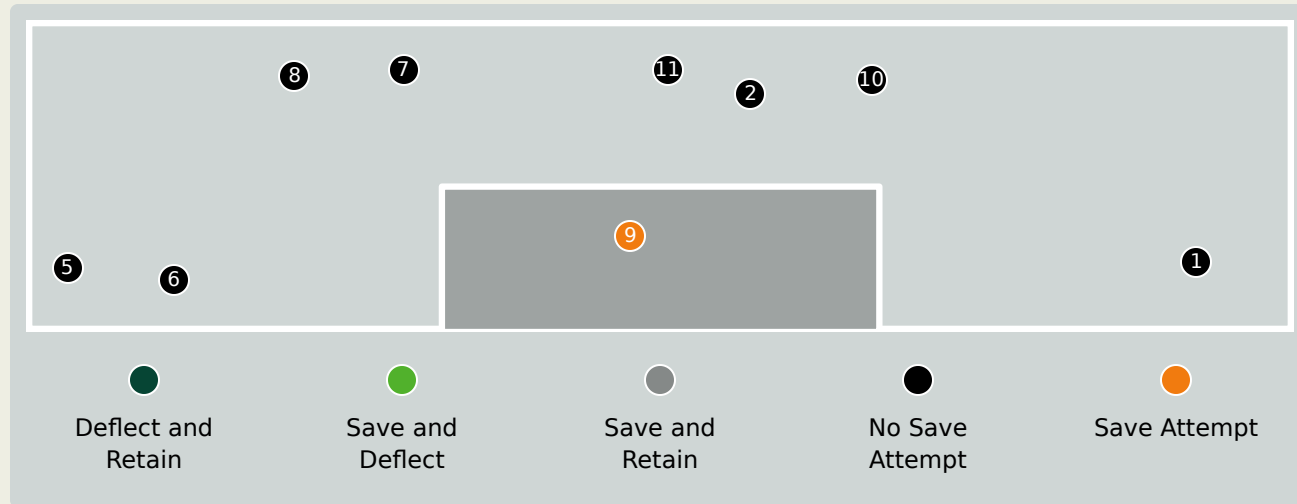 8
7
11
2
10
9
5
6
1
Deflect and
Retain
Save and
Deflect
Save and
Retain
No Save
Attempt
Save Attempt